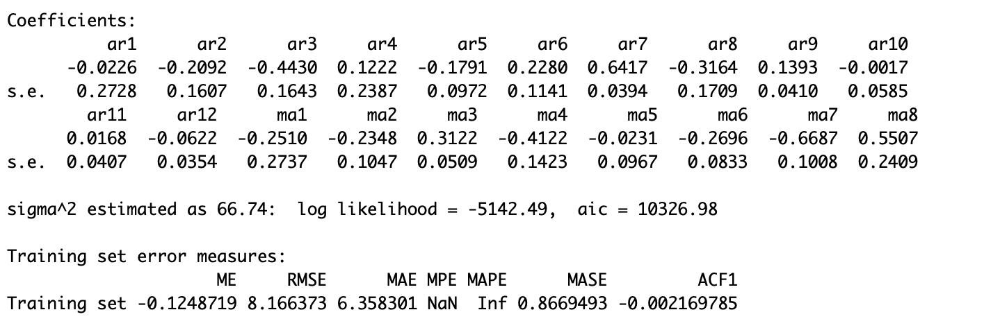 Coefficients:
ar1 ar2 ar3 ar4 ar5 ar6 ar7 ar8 ar9 ar10
-0.0226 -0.2092 -0.4430 0.1222 -0.1791 0.2280 0.6417 -0.3164 0.1393 -0.0017
s.e. 0.2728 0.1607 0.1643 0.2387 0.0972 0.1141 0.0394 0.1709 0.0410 0.0585
ar11 ar12 ma1 ma2 ma3 ma4 ma5 ma6 ma7 ma8
0.0168 -0.0622 -0.2510 -0.2348 0.3122 -0.4122 -0.0231 -0.2696 -0.6687 0.5507
s.e. 0.0407 0.0354 0.2737 0.1047 0.0509 0.1423 0.0967 0.0833 0.1008 0.2409
sigma^2 estimated as 66.74: log likelihood = -5142.49, aic = 10326.98
Training set error measures:
ME RMSE MAE MPE MAPE MASE ACF1
Training set -0.1248719 8.166373 6.358301 NaN Inf 0.8669493 -0.002169785